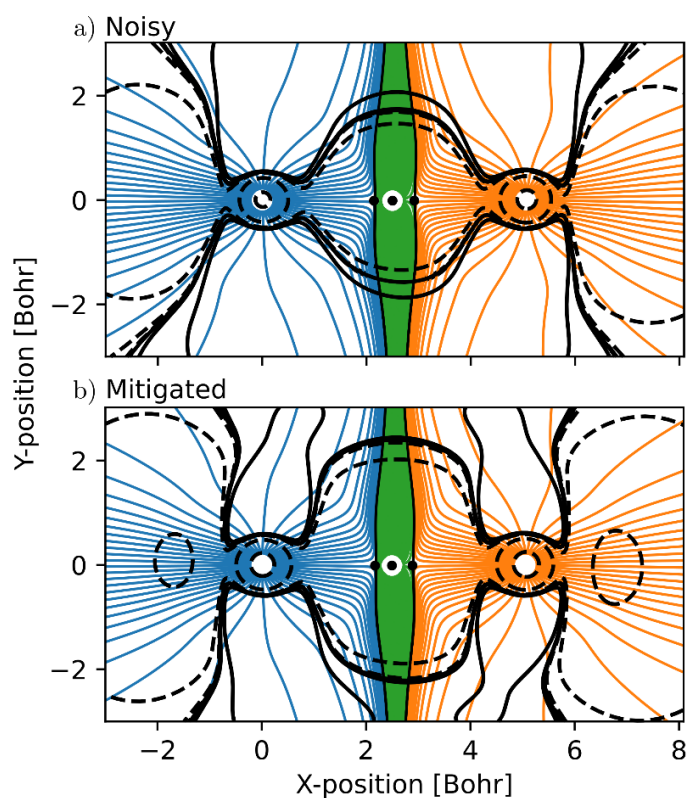 a) Noisy
2
0
−2
b) Mitigated
2
0
−2
−2 0 2 4 6 8
X-position [Bohr]
Y-position [Bohr]